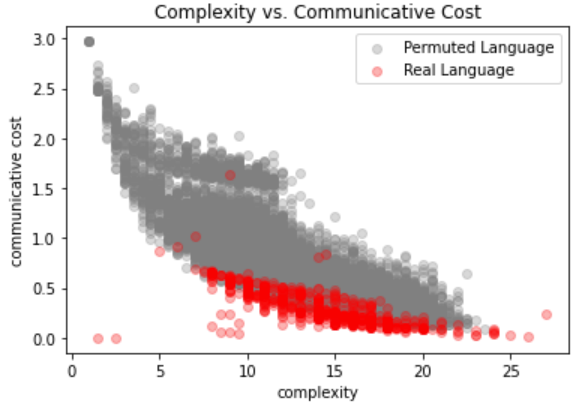 Complexity vs. Communicative Cost
Permuted Language
Real Language
communicative cost
3.0
2.5
2.0
1.5
1.0
0.5
0.0
0 5 10 15 20 25
complexity